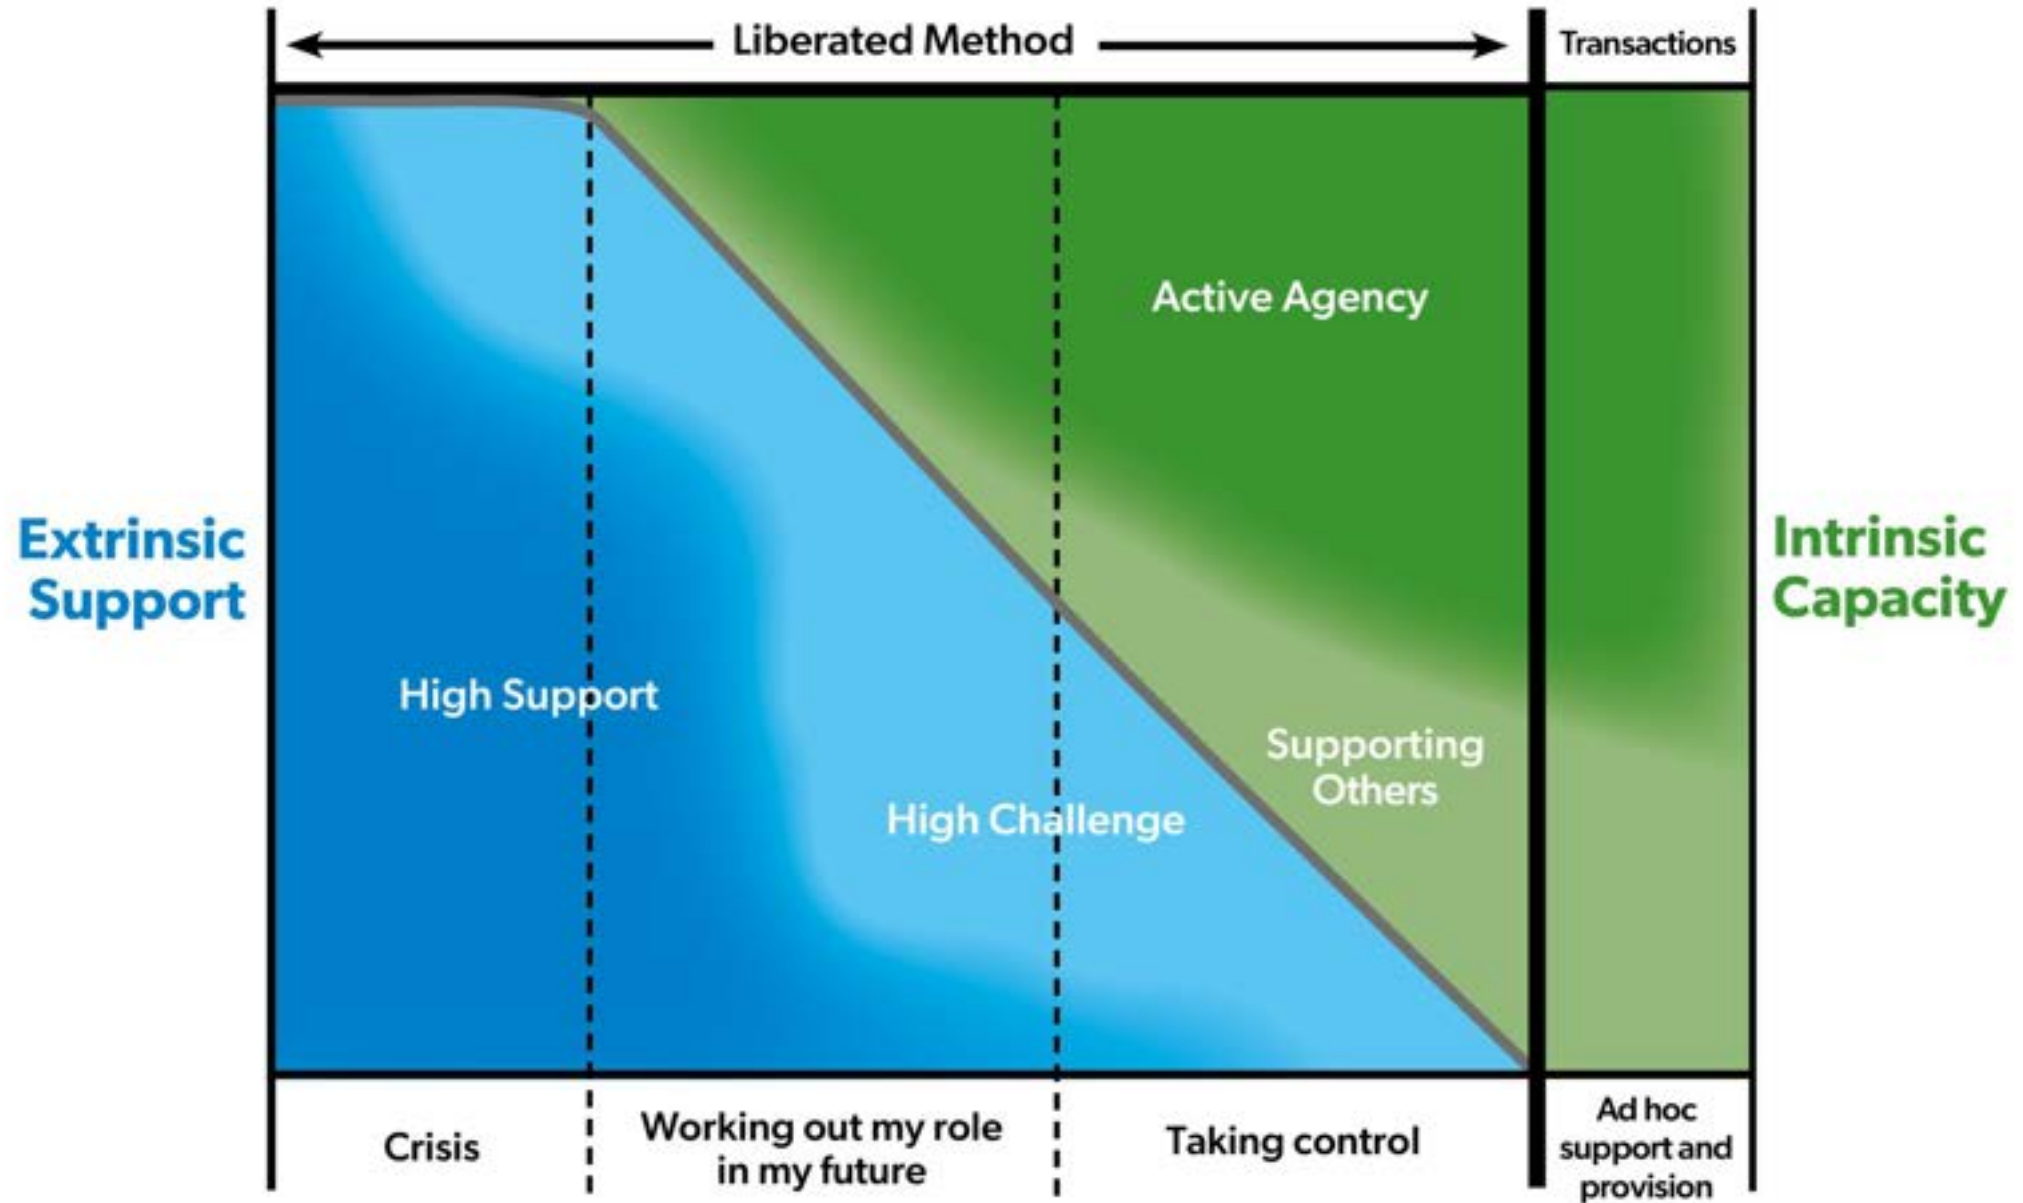 Liberated Method
Transactions
Active Agency
Extrinsic
Support
Intrinsic
Capacity
High Support
Supporting
Others
High Challenge
Crisis
Working out my role
in my future
Taking control
Ad hoc
support and
provision